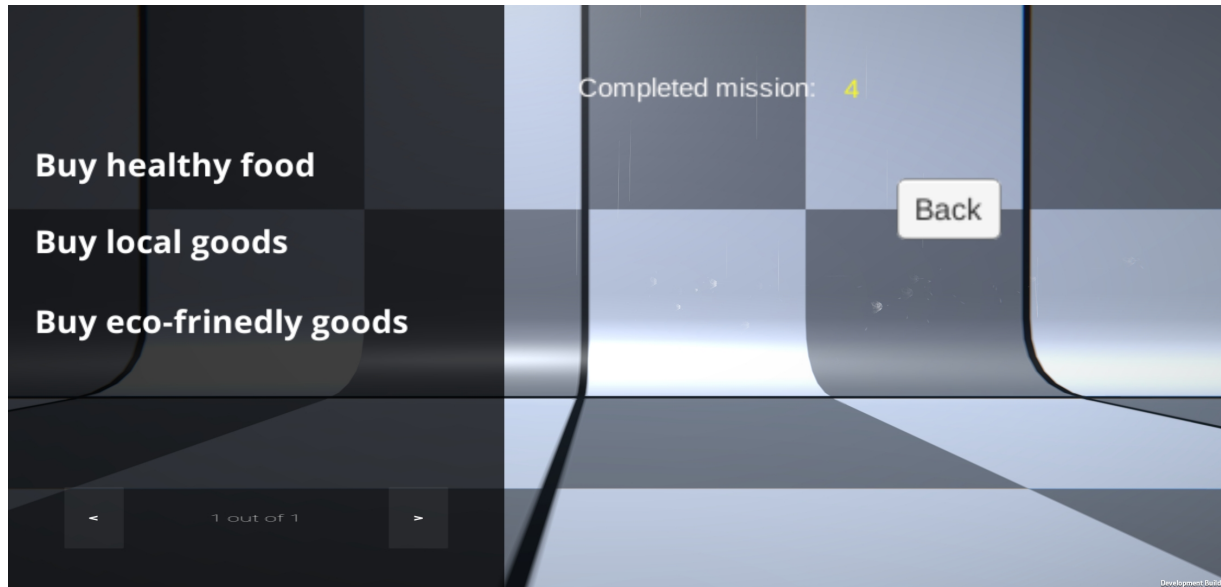 Completed mission: 4
Buy healthy food
Back
Buy local goods
Buy eco-frinedly goods
< 1 out of 1 >
Development Build